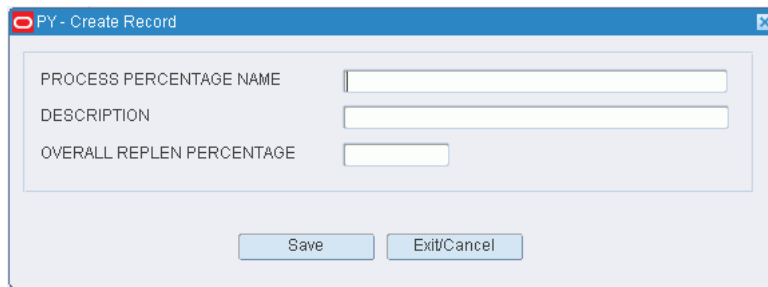 PY - Create Record
PROCESS PERCENTAGE NAME
DESCRIPTION
OVERALL REPLEN PERCENTAGE
Save Exit/Cancel